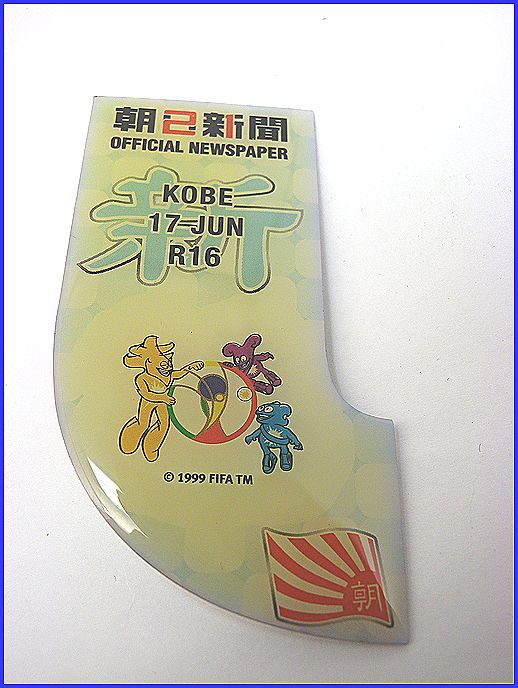 朝日新聞
OFFICIAL NEWSPAPER
新
KOBE
17 JUN
R16
© 1999 FIFA TM
朝